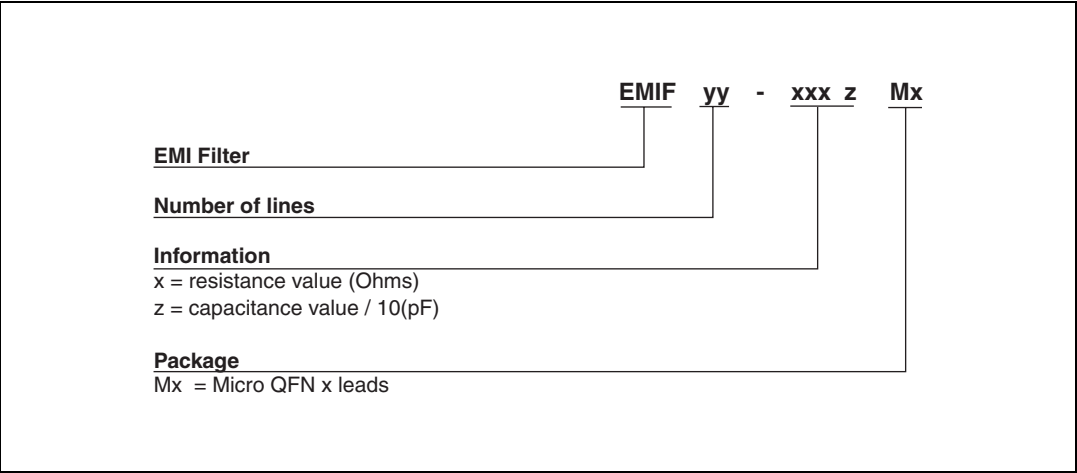 EMIF yy - xxx z Mx
EMI Filter
Number of lines
Information
x = resistance value (Ohms)
z = capacitance value / 10(pF)
Package
Mx = Micro QFN x leads